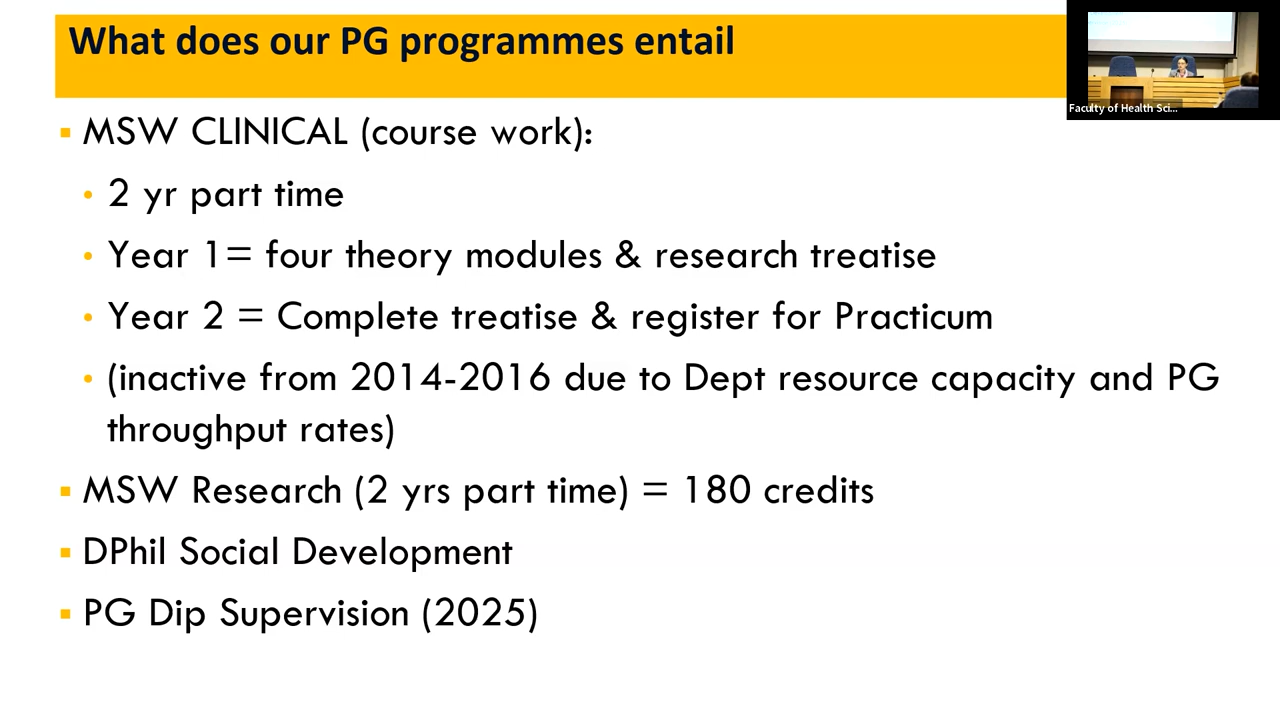 What does our PG programmes entail
Faculty of Health Sci...
MSW CLINICAL (course work):
2 yr part time
Year 1= four theory modules & research treatise
Year 2 = Complete treatise & register for Practicum
(inactive from 2014-2016 due to Dept resource capacity and PG
throughput rates)
MSW Research (2 yrs part time) = 180 credits
DPhil Social Development
PG Dip Supervision (2025)